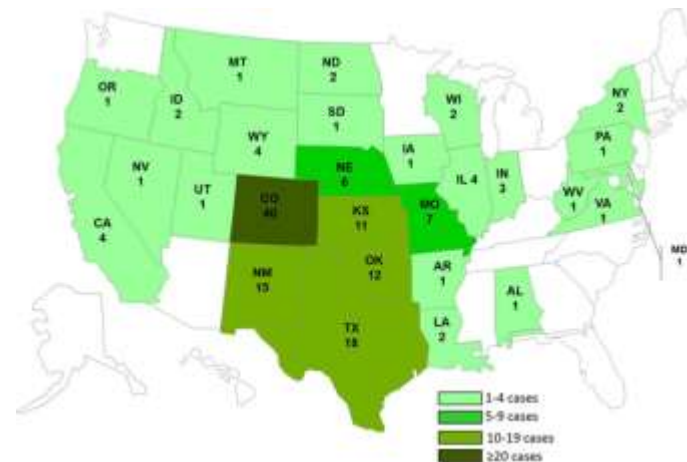 MT
1
ND
2
OR
1
ID
2
SD
1
WI
2
NY
2
WY
4
IA
1
PA
1
NV
1
UT
1
NE
6
IL 4
IN
3
CO
40
MO
7
WV
1
VA
1
CA
4
KS
11
MD
1
NM
15
OK
12
AR
1
AL
1
TX
18
LA
2
1-4 cases
5-9 cases
10-19 cases
≥20 cases